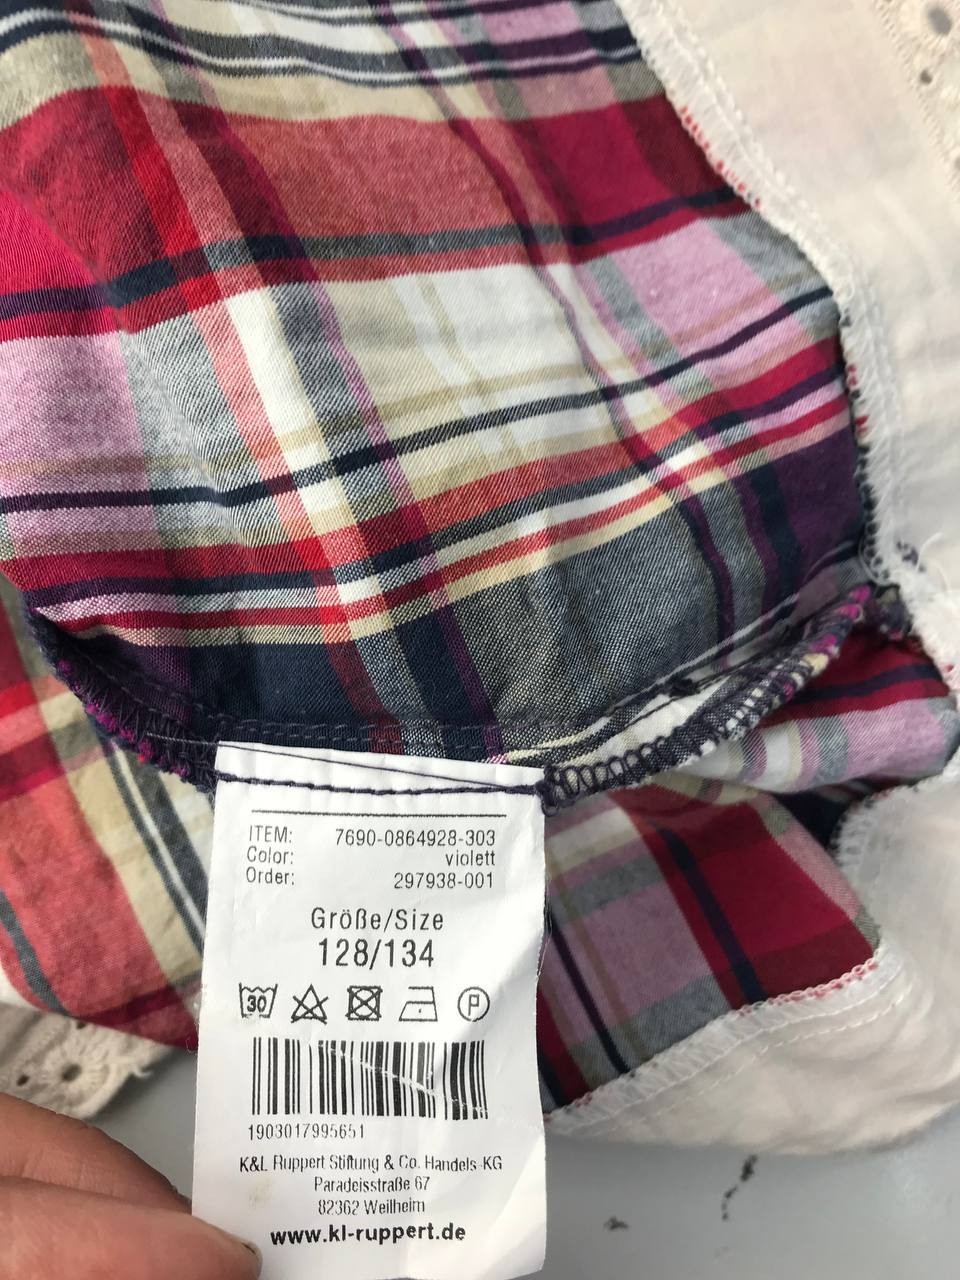 ITEM: 7690-0864928-303
Color: violett
Order: 297938-001
Größe/Size
128/134
30 P
1903017995651
K&L Ruppert Stiftung & Co. Handels-KG
Paradeisstraße 67
82362 Weilheim
www.kl-ruppert.de